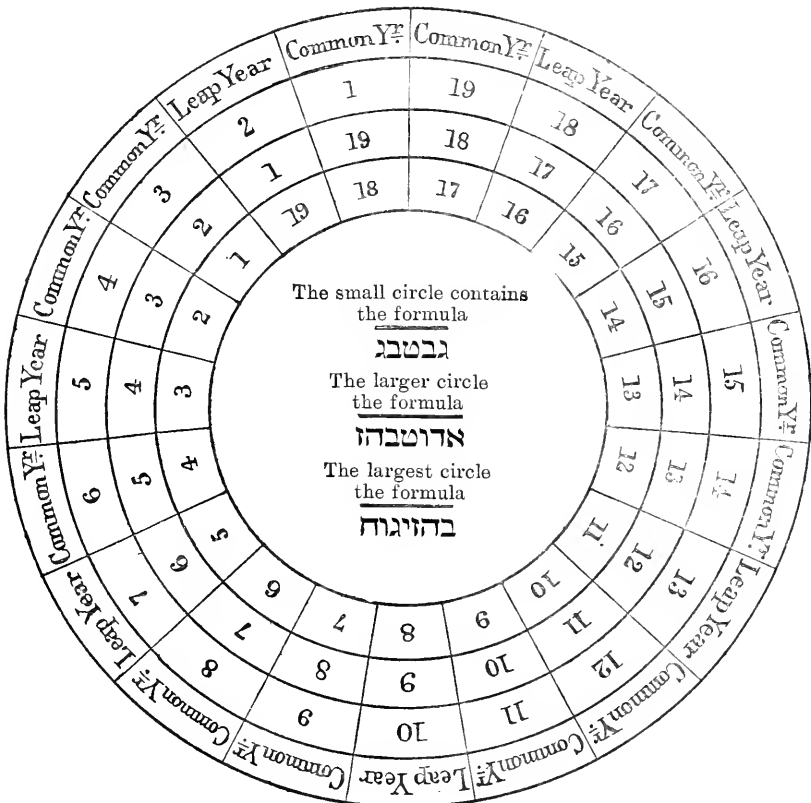 Common Yr.
Leap Year
Common Yr.
Common Yr.
Leap Year
Common Yr.
Leap Year
Common Yr.
Common Yr.
Leap Year
Common Yr.
Common Yr.
Leap Year
Common Yr.
Common Yr.
Leap Year
Common Yr.
Leap Year
Common Yr.
1
2
3
4
5
6
7
8
9
10
11
12
13
14
15
16
17
18
19
19
1
2
3
4
5
6
7
8
9
10
11
12
13
14
15
16
17
18
18
19
1
2
3
4
5
6
7
8
9
10
11
12
13
14
15
16
17
The small circle contains
the formula
גבטבג
The larger circle
the formula
אדוטבהז
The largest circle
the formula
בהזיגוח